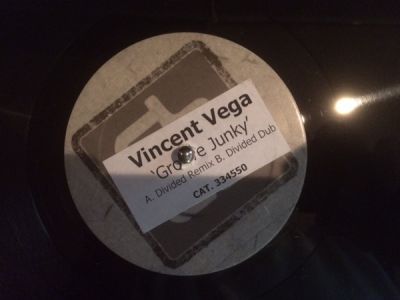 Vincent Vega
'Groove Junky'
A. Divided Remix B. Divided Dub
CAT. 334550